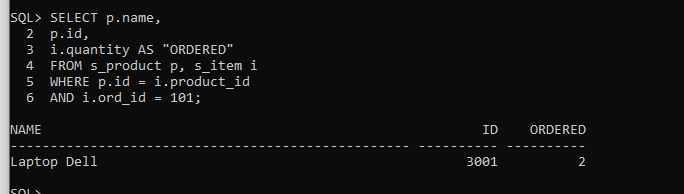 SQL> SELECT p.name,
2 p.id,
3 i.quantity AS "ORDERED"
4 FROM s_product p, s_item i
5 WHERE p.id = i.product_id
6 AND i.ord_id = 101;
NAME ID ORDERED
-------------------------------------------------- ---------- ----------
Laptop Dell 3001 2
SQL>